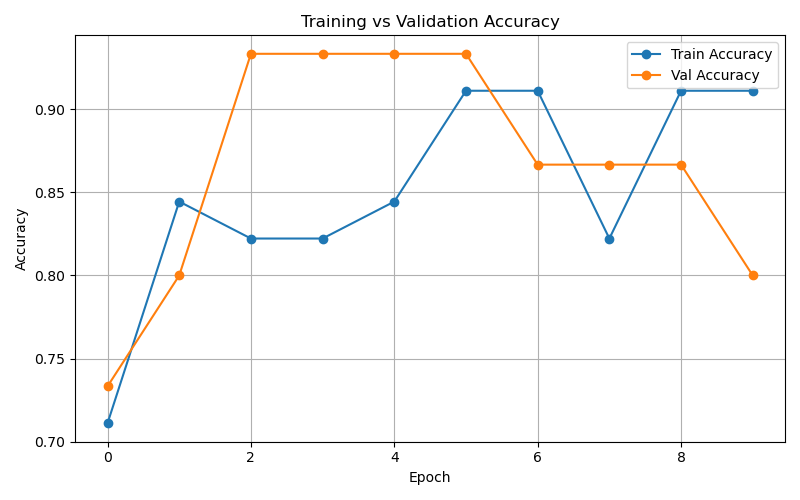 Training vs Validation Accuracy
Train Accuracy
Val Accuracy
0.90
0.85
0.80
0.75
0.70
Accuracy
0 2 4 6 8
Epoch